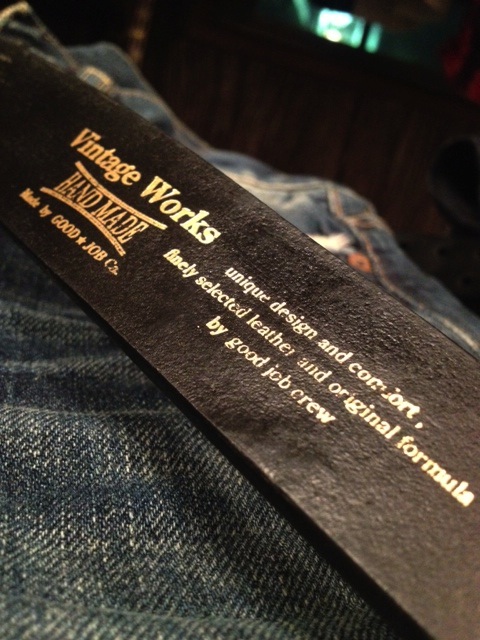 Vintage Works
HAND MADE
Made by GOOD★JOB Co.
unique design and comfort,
finely selected leather and original formula
by good job crew